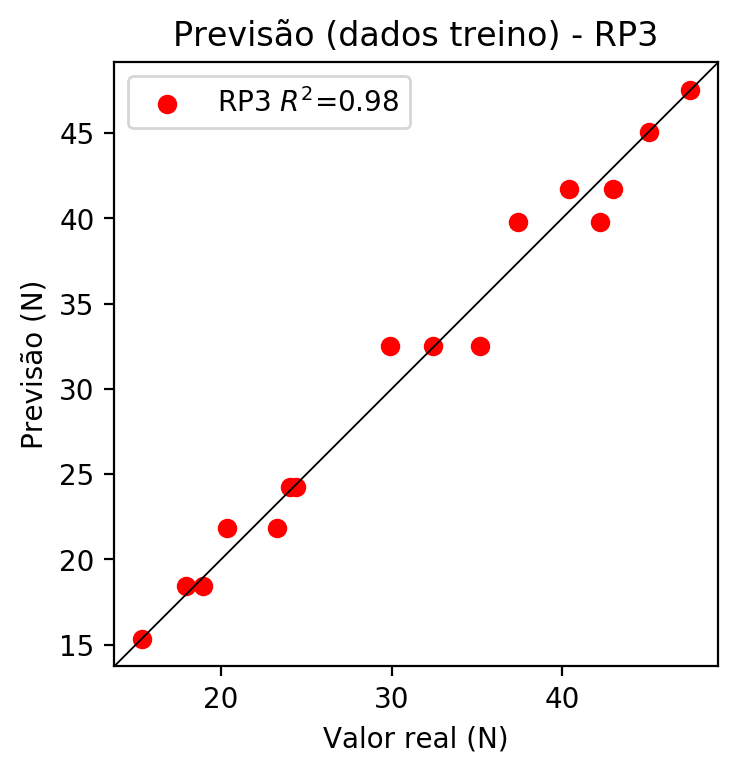 Previsão (dados treino) - RP3
RP3 R²=0.98
45
40
35
30
25
20
15
Previsão (N)
20 30 40
Valor real (N)